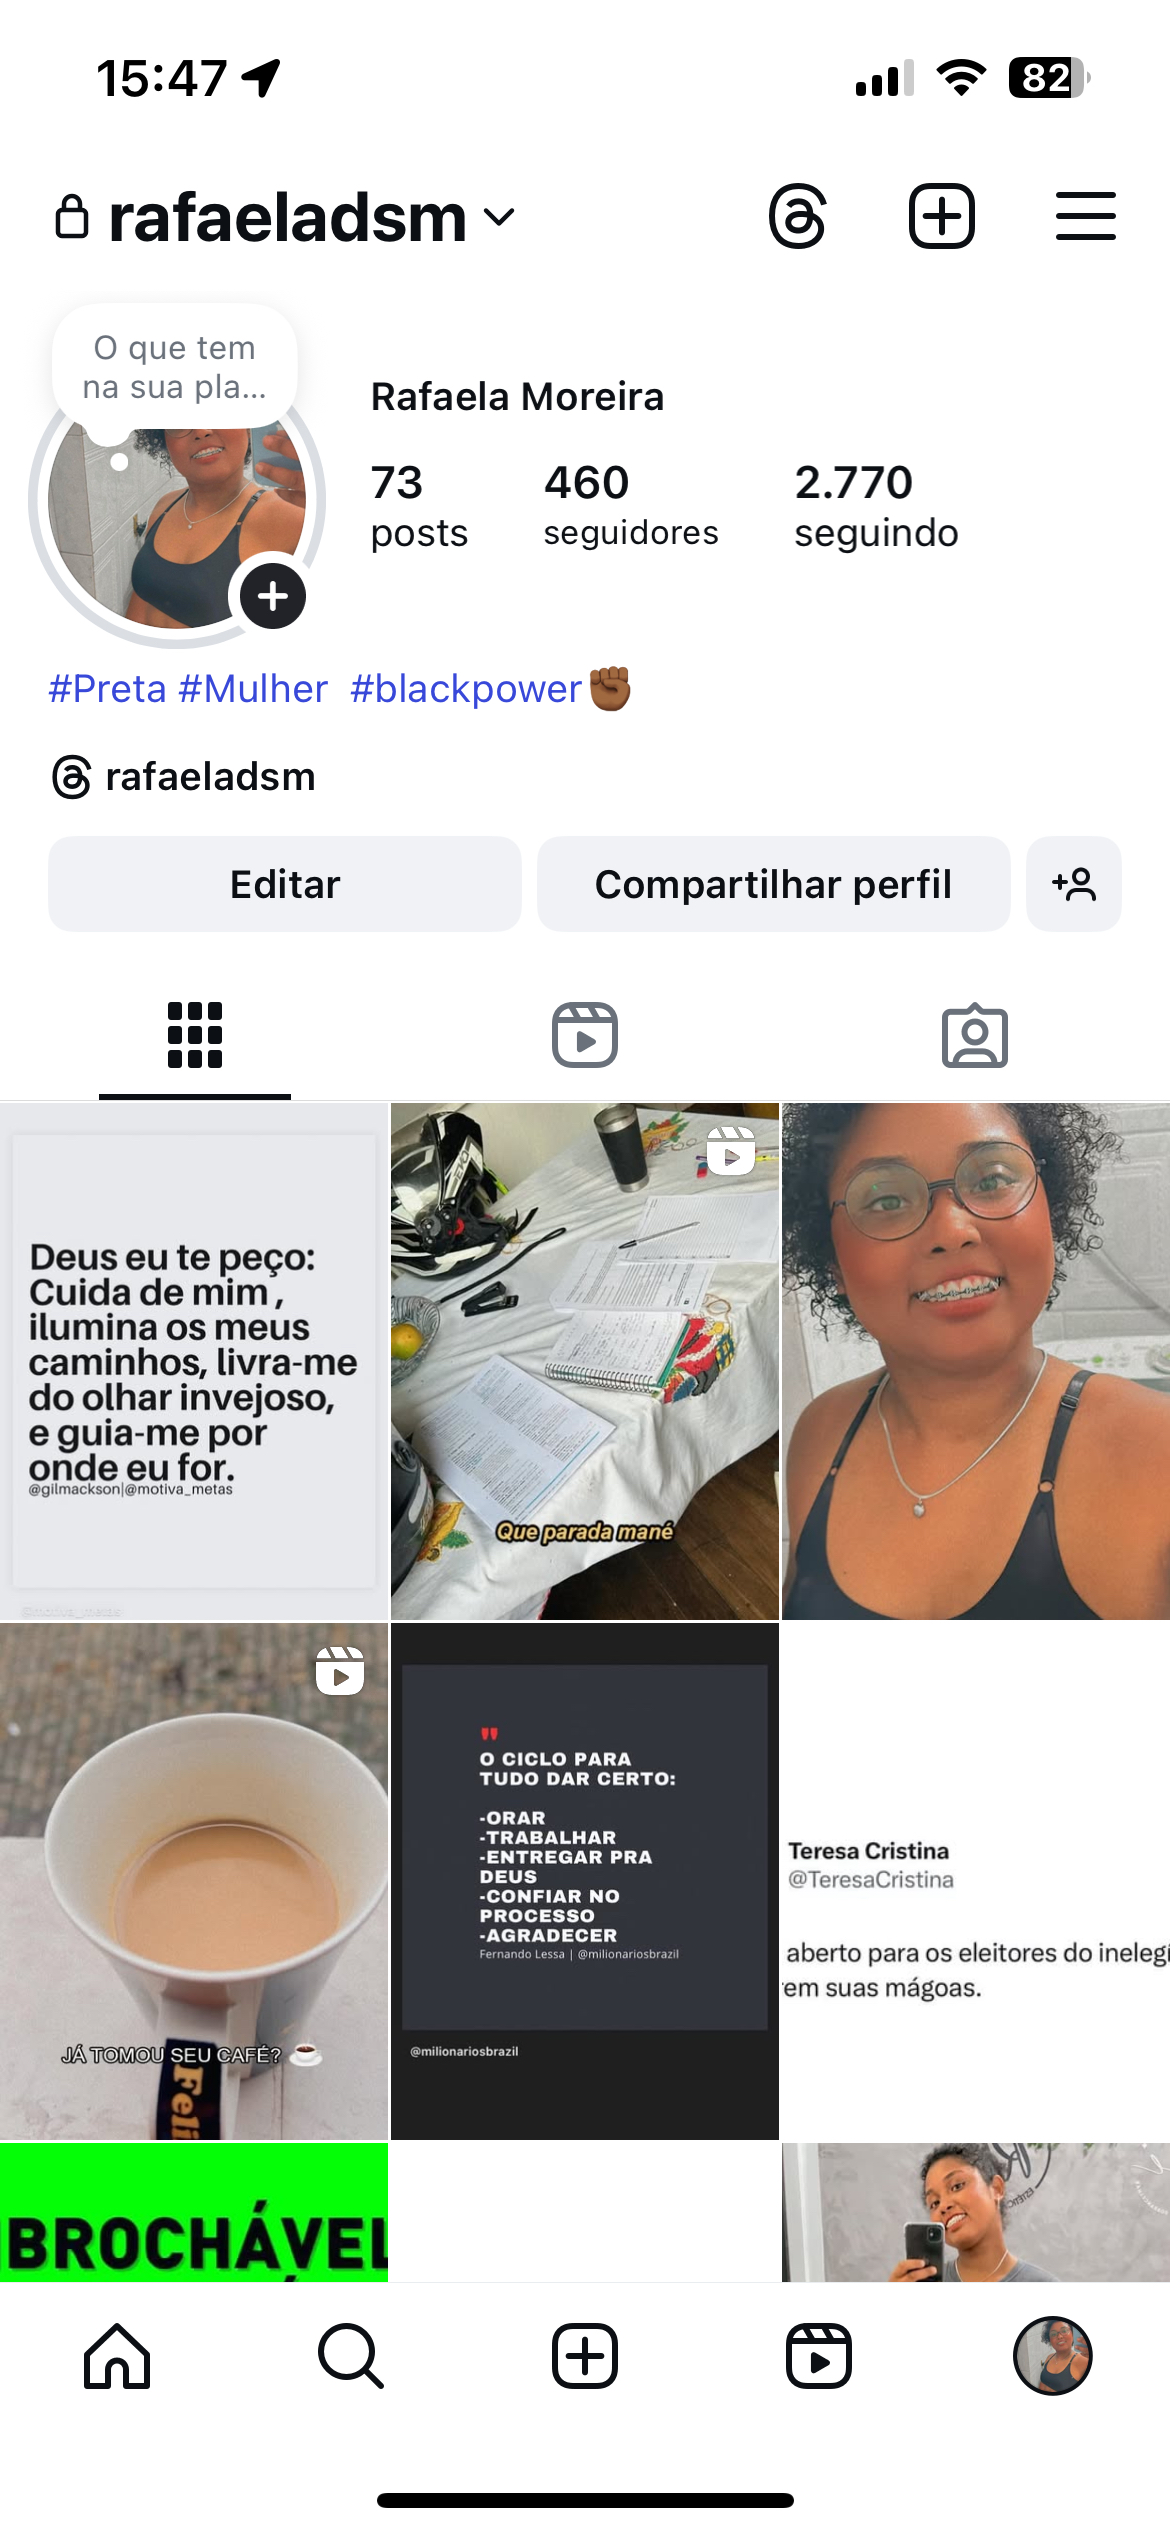 15:47
82
rafaeladsm
O que tem
na sua pla...
Rafaela Moreira
73 460 2.770
posts seguidores seguindo
#Preta #Mulher #blackpower✊🏾
rafaeladsm
Editar Compartilhar perfil
Deus eu te peço:
Cuida de mim ,
ilumina os meus
caminhos, livra-me
do olhar invejoso,
e guia-me por
onde eu for.
@gilmackson|@motiva_metas
@motiva_metas
Que parada mané
JÁ TOMOU SEU CAFÉ? ☕
Feli
"
O CICLO PARA
TUDO DAR CERTO:
-ORAR
-TRABALHAR
-ENTREGAR PRA
DEUS
-CONFIAR NO
PROCESSO
-AGRADECER
Fernando Lessa | @milionariosbrazil
@milionariosbrazil
Teresa Cristina
@TeresaCristina
aberto para os eleitores do inelegí
em suas mágoas.
BROCHÁVEL